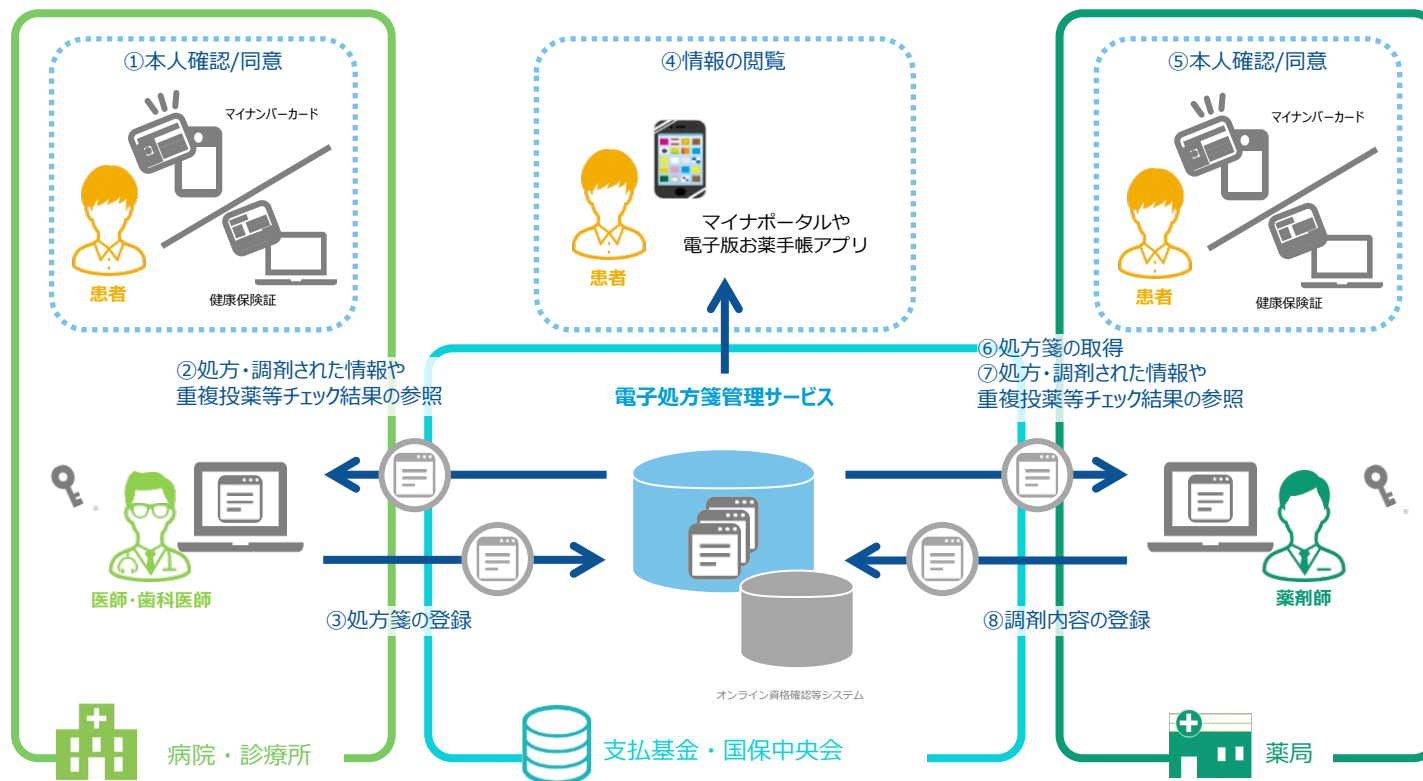 ①本人確認/同意
マイナンバーカード
患者
健康保険証
④情報の閲覧
マイナポータルや
電子版お薬手帳アプリ
患者
⑤本人確認/同意
マイナンバーカード
患者
健康保険証
②処方・調剤された情報や
重複投薬等チェック結果の参照
電子処方箋管理サービス
⑥処方箋の取得
⑦処方・調剤された情報や
重複投薬等チェック結果の参照
※
医師・歯科医師
③処方箋の登録
オンライン資格確認等システム
※
薬剤師
⑧調剤内容の登録
病院・診療所
支払基金・国保中央会
薬局